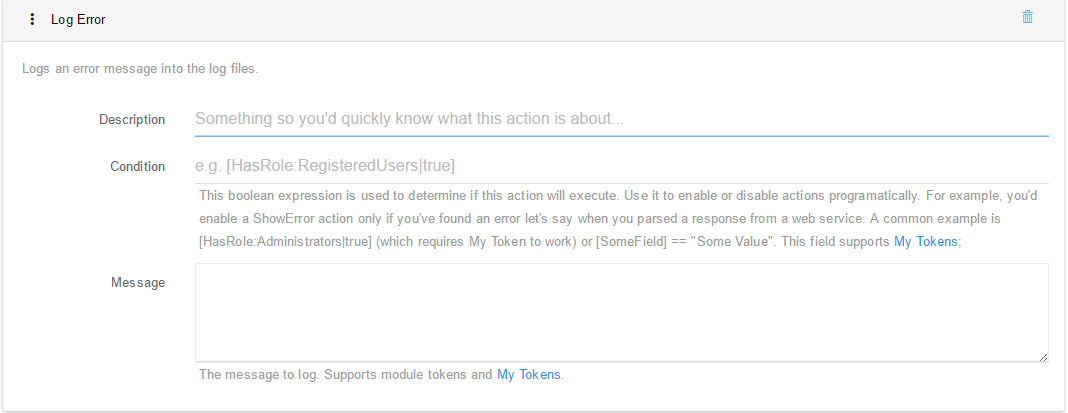 Log Error
Logs an error message into the log files.
Description
Something so you'd quickly know what this action is about...
Condition
e.g. [HasRole:RegisteredUsers|true]
This boolean expression is used to determine if this action will execute. Use it to enable or disable actions programatically. For example, you'd
enable a ShowError action only if you've found an error let's say when you parsed a response from a web service. A common example is
[HasRole:Administrators|true] (which requires My Token to work) or [SomeField] == "Some Value". This field supports My Tokens;
Message
The message to log. Supports module tokens and My Tokens.